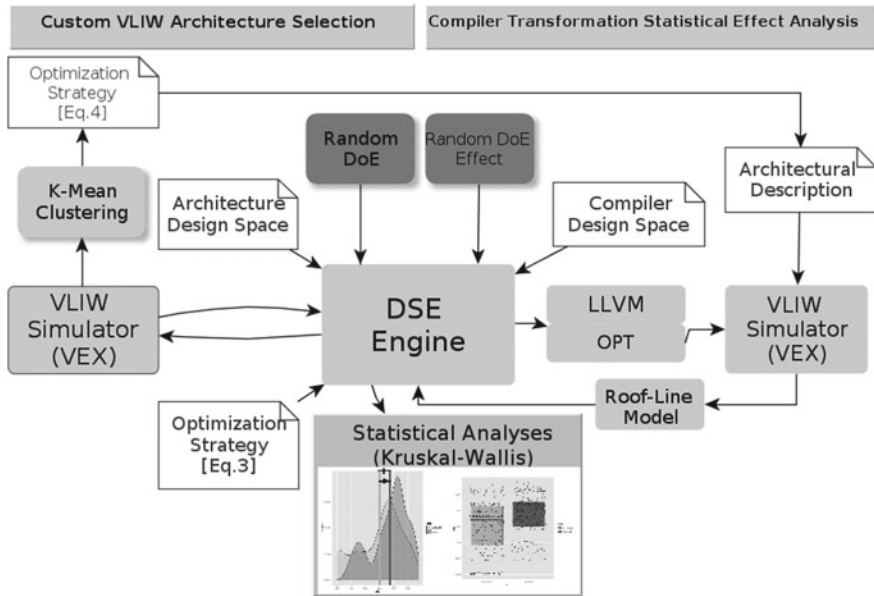 Custom VLIW Architecture Selection
Compiler Transformation Statistical Effect Analysis
Optimization
Strategy
[Eq.4]
Random
DoE
Random DoE
Effect
Architectural
Description
K-Mean
Clustering
Architecture
Design Space
Compiler
Design Space
VLIW
Simulator
(VEX)
DSE
Engine
LLVM
OPT
VLIW
Simulator
(VEX)
Roof-Line
Model
Optimization
Strategy
[Eq.3]
Statistical Analyses
(Kruskal-Wallis)